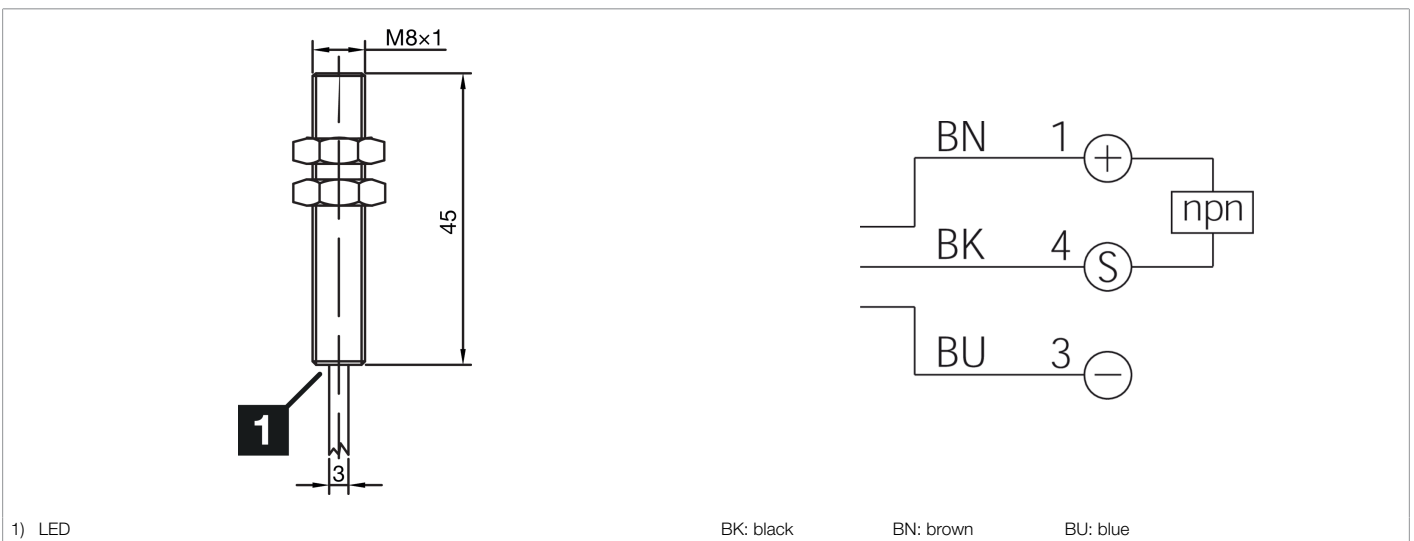 M8×1
45
1
3
BN 1 +
npn
BK 4 S
BU 3 −
1) LED
BK: black BN: brown BU: blue